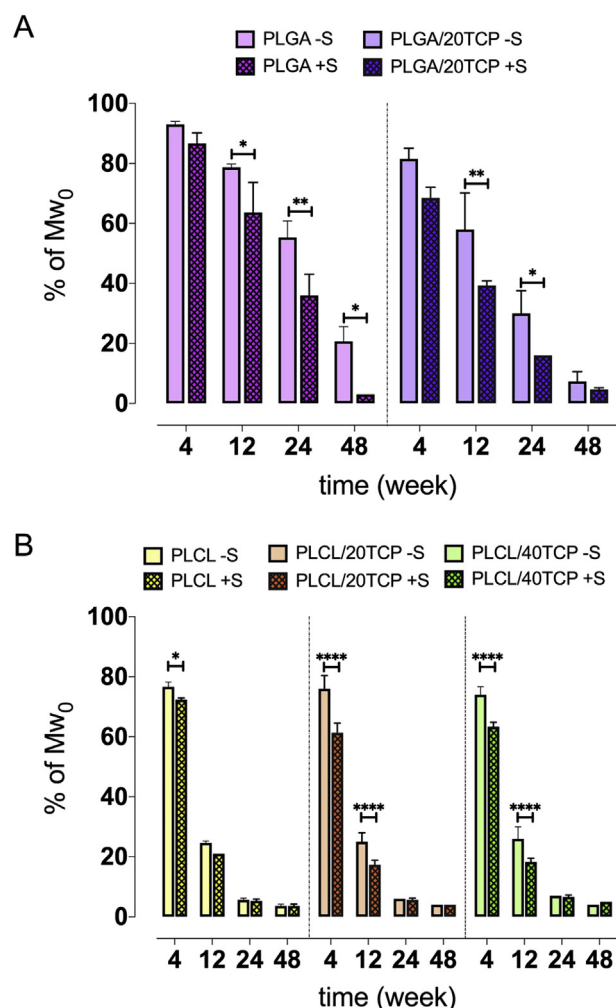 A
PLGA -S PLGA/20TCP -S
PLGA +S PLGA/20TCP +S
100
80
60
40
20
0
% of Mw0
* ** * ** *
4 12 24 48 4 12 24 48
time (week)
B
PLCL -S PLCL/20TCP -S PLCL/40TCP -S
PLCL +S PLCL/20TCP +S PLCL/40TCP +S
100
80
60
40
20
0
% of Mw0
* **** ****
**** ****
4 12 24 48 4 12 24 48 4 12 24 48
time (week)